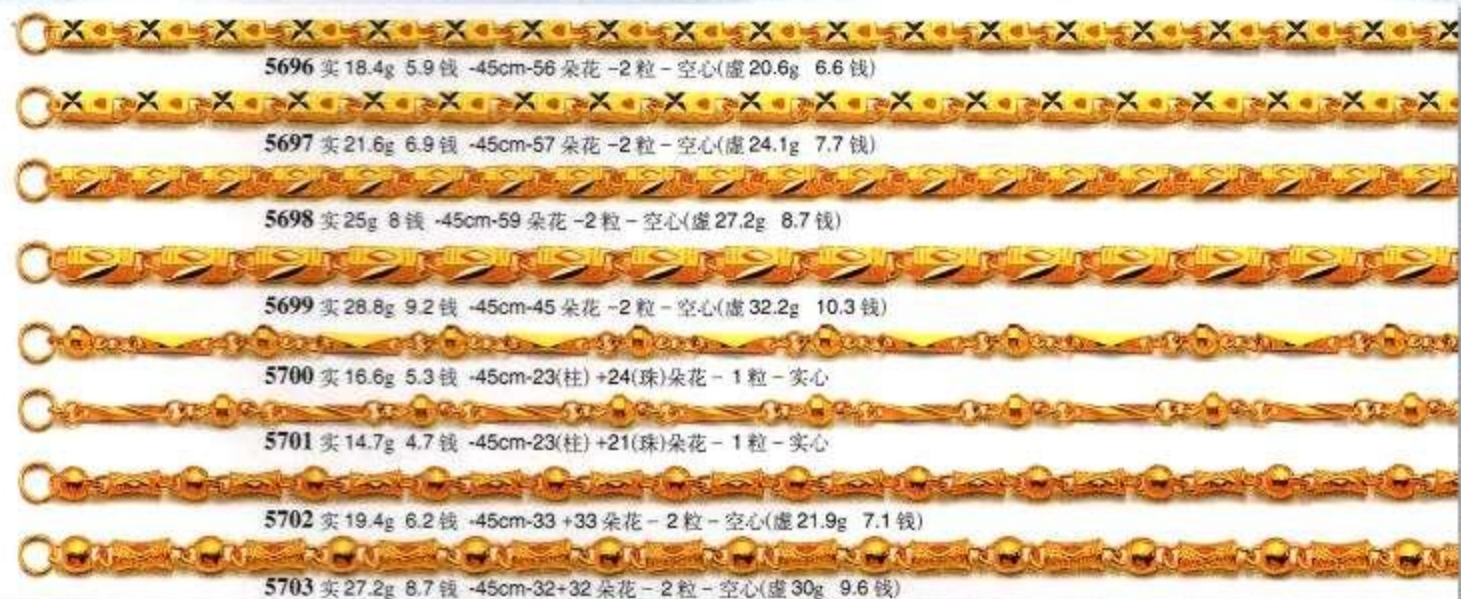 5696 实 18.4g 5.9 钱 -45cm-56 朵花 -2 粒 - 空心(虚 20.6g 6.6 钱)
5697 实 21.6g 6.9 钱 -45cm-57 朵花 -2 粒 - 空心(虚 24.1g 7.7 钱)
5698 实 25g 8 钱 -45cm-59 朵花 -2 粒 - 空心(虚 27.2g 8.7 钱)
5699 实 28.8g 9.2 钱 -45cm-45 朵花 -2 粒 - 空心(虚 32.2g 10.3 钱)
5700 实 16.6g 5.3 钱 -45cm-23(柱) +24(珠)朵花 - 1 粒 - 实心
5701 实 14.7g 4.7 钱 -45cm-23(柱) +21(珠)朵花 - 1 粒 - 实心
5702 实 19.4g 6.2 钱 -45cm-33 +33 朵花 - 2 粒 - 空心(虚 21.9g 7.1 钱)
5703 实 27.2g 8.7 钱 -45cm-32+32 朵花 - 2 粒 - 空心(虚 30g 9.6 钱)